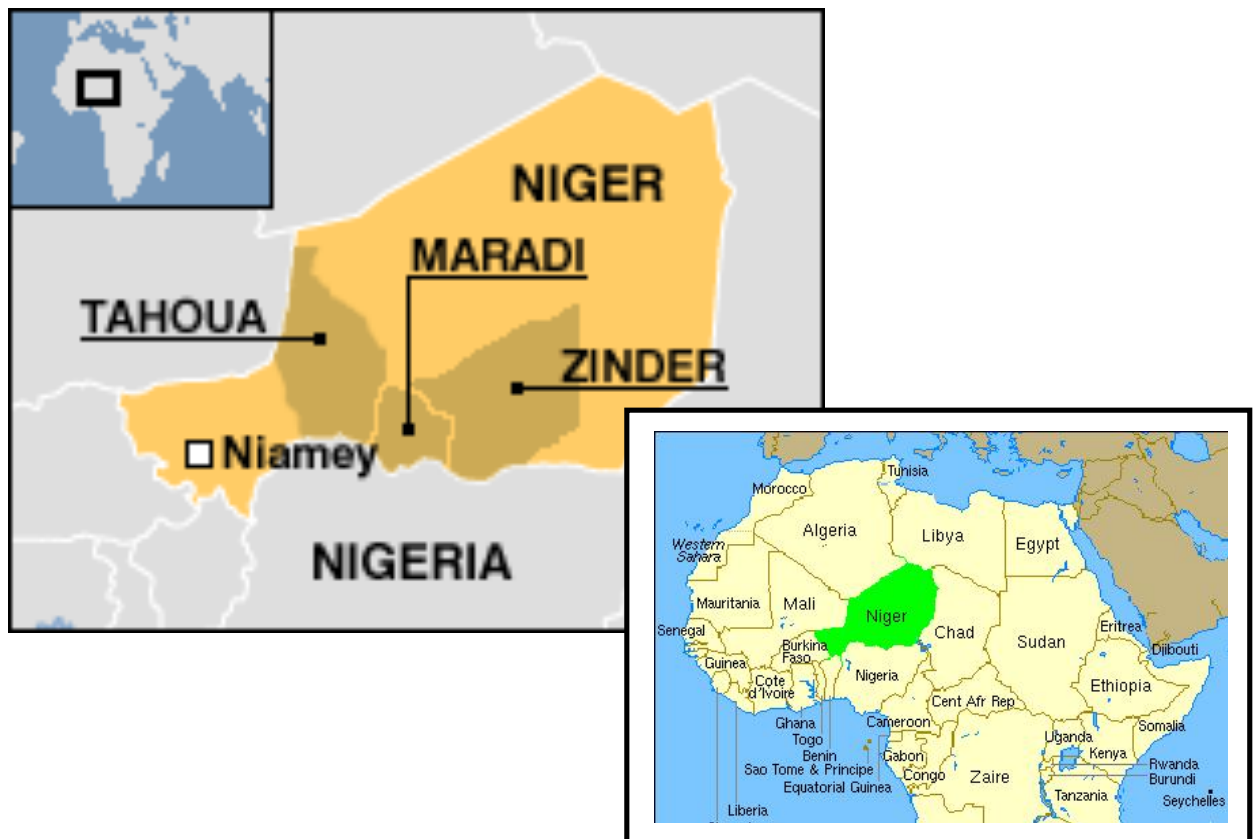 NIGER
MARADI
TAHOUA
ZINDER
Niamey
NIGERIA
Tunisia
Morocco
Algeria
Libya
Egypt
Western
Sahara
Mauritania
Mali
Niger
Chad
Sudan
Eritrea
Djibouti
Senegal
Burkina
Faso
Guinea
Nigeria
Cote
d'Ivoire
Ethiopia
Cent Afr Rep
Ghana
Togo
Benin
Cameroon
Somalia
Uganda
Kenya
Sao Tome & Principe
Gabon
Equatorial Guinea
Congo
Zaire
Rwanda
Burundi
Tanzania
Seychelles
Liberia